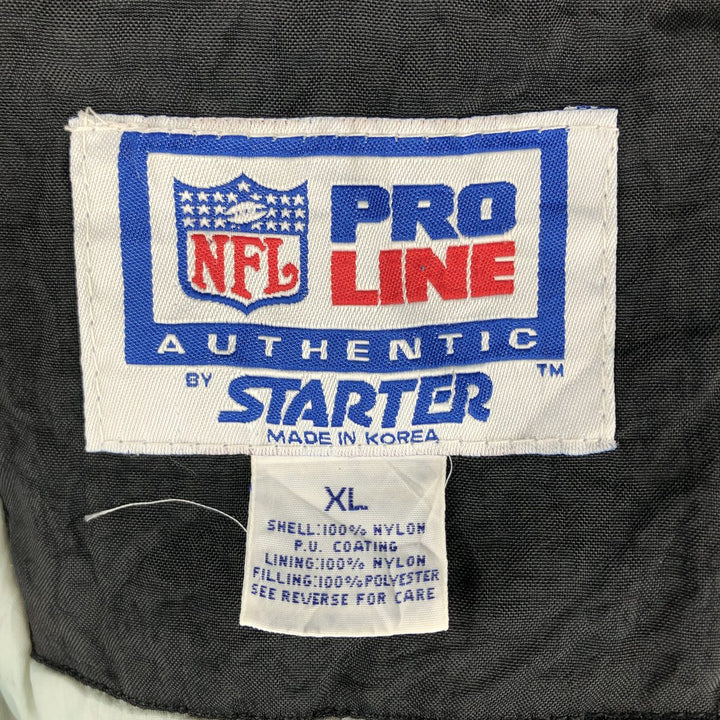 NFL
PRO
LINE
AUTHENTIC
BY STARTER TM
MADE IN KOREA
XL
SHELL:100% NYLON
P.U. COATING
LINING:100% NYLON
FILLING:100%POLYESTER
SEE REVERSE FOR CARE